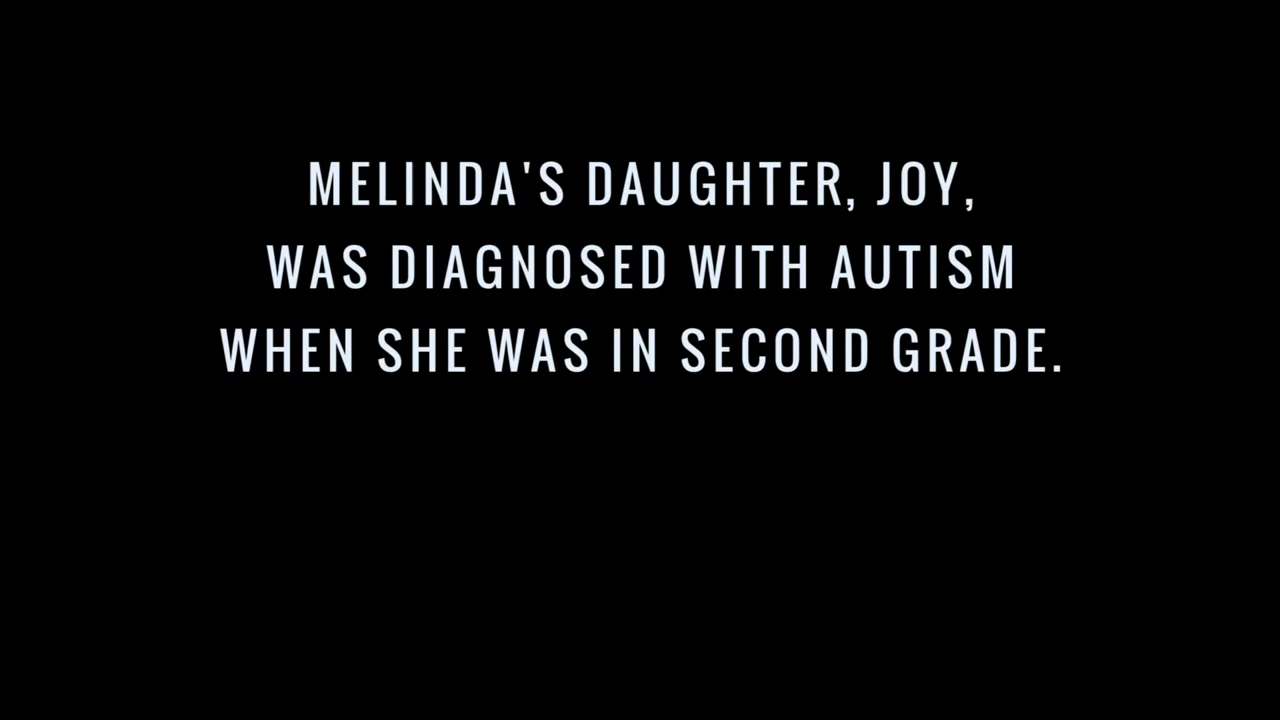 MELINDA'S DAUGHTER, JOY,
WAS DIAGNOSED WITH AUTISM
WHEN SHE WAS IN SECOND GRADE.